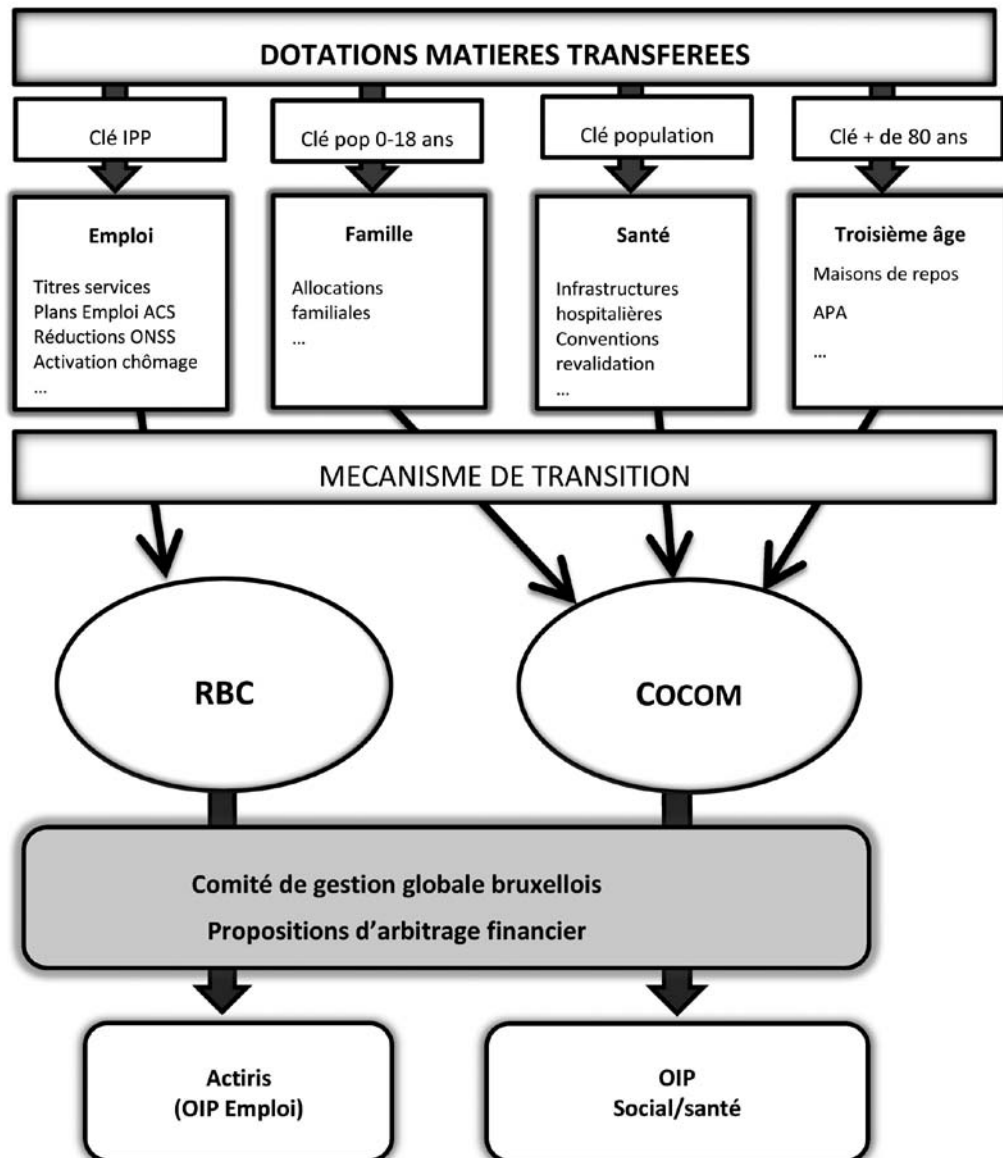 DOTATIONS MATIERES TRANSFEREES
Clé IPP
Clé pop 0-18 ans
Clé population
Clé + de 80 ans
Emploi
Titres services
Plans Emploi ACS
Réductions ONSS
Activation chômage
...
Famille
Allocations
familiales
...
Santé
Infrastructures
hospitalières
Conventions
revalidation
...
Troisième âge
Maisons de repos
APA
...
MECANISME DE TRANSITION
RBC
COCOM
Comité de gestion globale bruxellois
Propositions d’arbitrage financier
Actiris
(OIP Emploi)
OIP
Social/santé